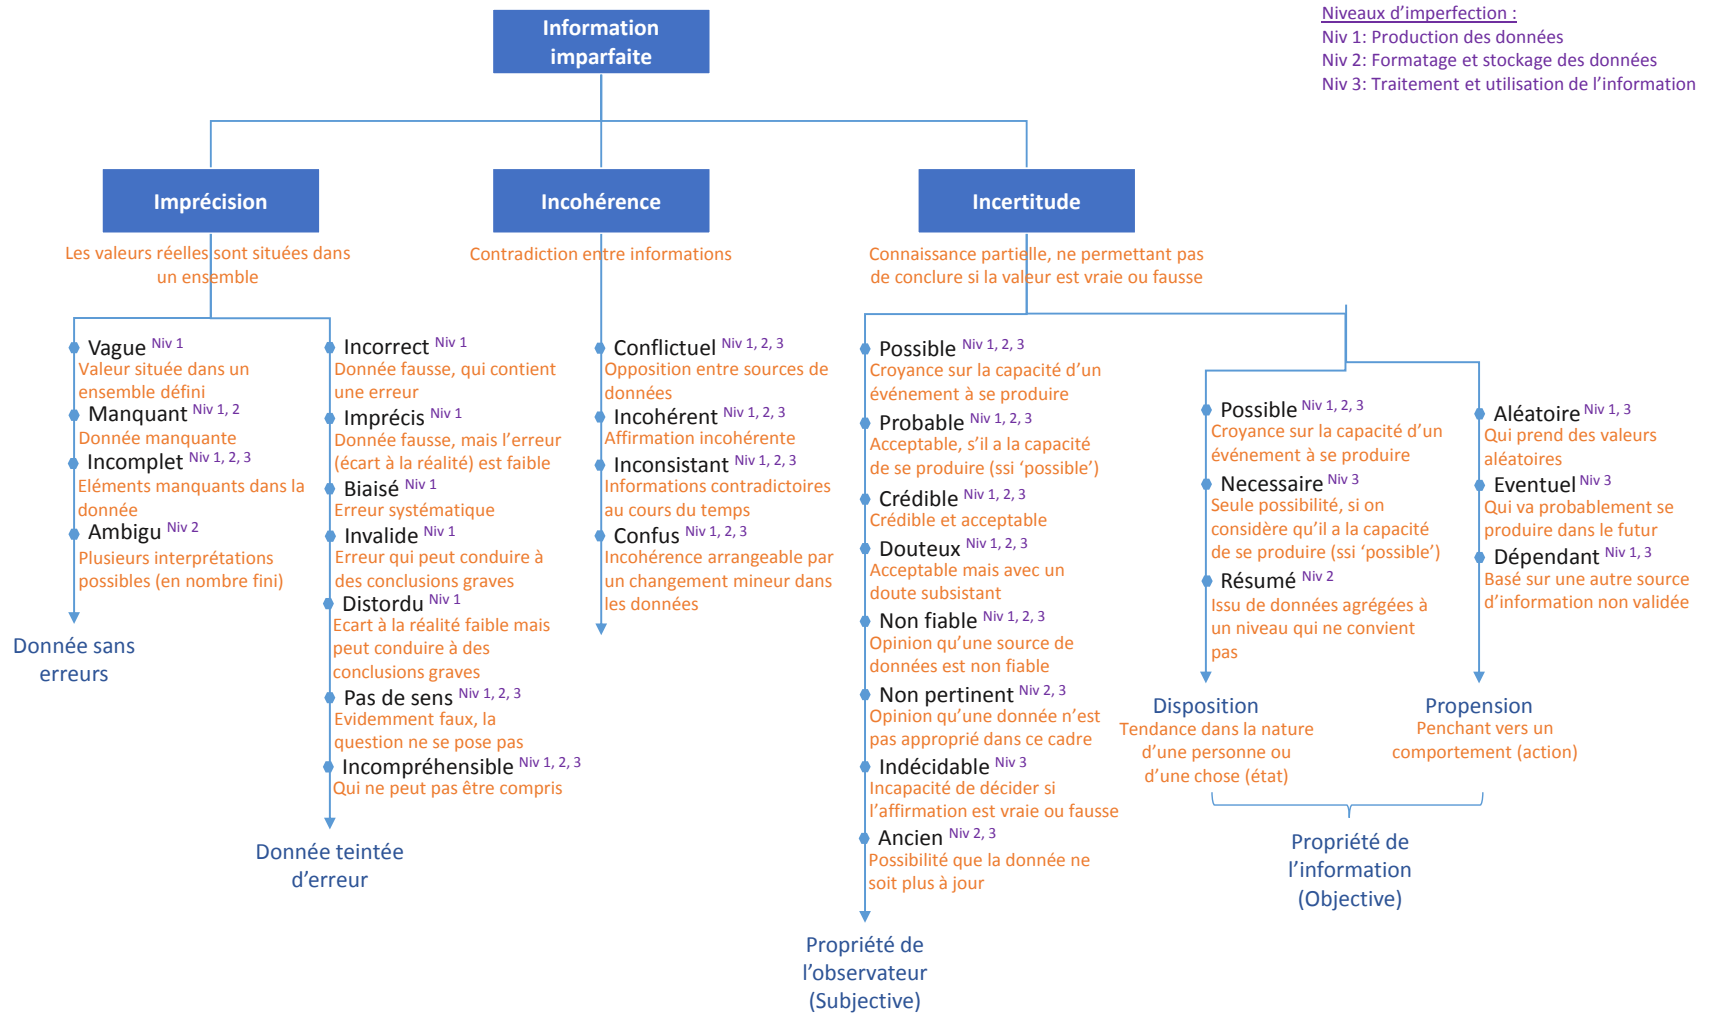 Information
imparfaite
Niveaux d'imperfection :
Niv 1: Production des données
Niv 2: Formatage et stockage des données
Niv 3: Traitement et utilisation de l'information
Imprécision
Les valeurs réelles sont situées dans
un ensemble
Vague Niv 1
Valeur située dans un
ensemble défini
Manquant Niv 1, 2
Donnée manquante
Incomplet Niv 1, 2, 3
Eléments manquants dans la
donnée
Ambigu Niv 2
Plusieurs interprétations
possibles (en nombre fini)
Donnée sans
erreurs
Incorrect Niv 1
Donnée fausse, qui contient
une erreur
Imprécis Niv 1
Donnée fausse, mais l'erreur
(écart à la réalité) est faible
Biaisé Niv 1
Erreur systématique
Invalide Niv 1
Erreur qui peut conduire à
des conclusions graves
Distordu Niv 1
Ecart à la réalité faible mais
peut conduire à des
conclusions graves
Pas de sens Niv 1, 2, 3
Evidemment faux, la
question ne se pose pas
Incompréhensible Niv 1, 2, 3
Qui ne peut pas être compris
Donnée teintée
d'erreur
Incohérence
Contradiction entre informations
Conflictuel Niv 1, 2, 3
Opposition entre sources de
données
Incohérent Niv 1, 2, 3
Affirmation incohérente
Inconsistant Niv 1, 2, 3
Informations contradictoires
au cours du temps
Confus Niv 1, 2, 3
Incohérence arrangeable par
un changement mineur dans
les données
Incertitude
Connaissance partielle, ne permettant pas
de conclure si la valeur est vraie ou fausse
Possible Niv 1, 2, 3
Croyance sur la capacité d'un
événement à se produire
Probable Niv 1, 2, 3
Acceptable, s'il a la capacité
de se produire (ssi 'possible')
Crédible Niv 1, 2, 3
Crédible et acceptable
Douteux Niv 1, 2, 3
Acceptable mais avec un
doute subsistant
Non fiable Niv 1, 2, 3
Opinion qu'une source de
données est non fiable
Non pertinent Niv 2, 3
Opinion qu'une donnée n'est
pas approprié dans ce cadre
Indécidable Niv 3
Incapacité de décider si
l'affirmation est vraie ou fausse
Ancien Niv 2, 3
Possibilité que la donnée ne
soit plus à jour
Propriété de
l'observateur
(Subjective)
Possible Niv 1, 2, 3
Croyance sur la capacité d'un
événement à se produire
Necessaire Niv 3
Seule possibilité, si on
considère qu'il a la capacité
de se produire (ssi 'possible')
Résumé Niv 2
Issu de données agrégées à
un niveau qui ne convient
pas
Disposition
Tendance dans la nature
d'une personne ou
d'une chose (état)
Aléatoire Niv 1, 3
Qui prend des valeurs
aléatoires
Eventuel Niv 3
Qui va probablement se
produire dans le futur
Dépendant Niv 1, 3
Basé sur une autre source
d'information non validée
Propension
Penchant vers un
comportement (action)
Propriété de
l'information
(Objective)